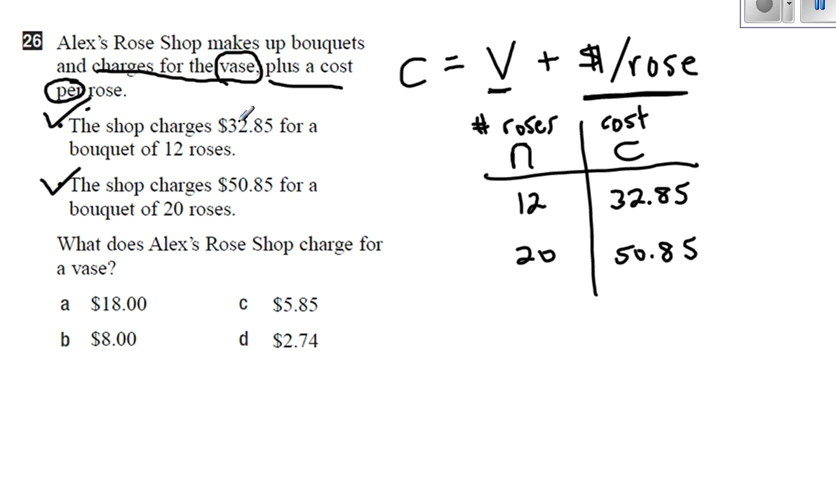 26 Alex's Rose Shop makes up bouquets
and charges for the vase, plus a cost
per rose.
The shop charges $32.85 for a
bouquet of 12 roses.
The shop charges $50.85 for a
bouquet of 20 roses.
What does Alex's Rose Shop charge for
a vase?
a $18.00 c $5.85
b $8.00 d $2.74
C = V + $/rose
# roses cost
n C
12 32.85
20 50.85